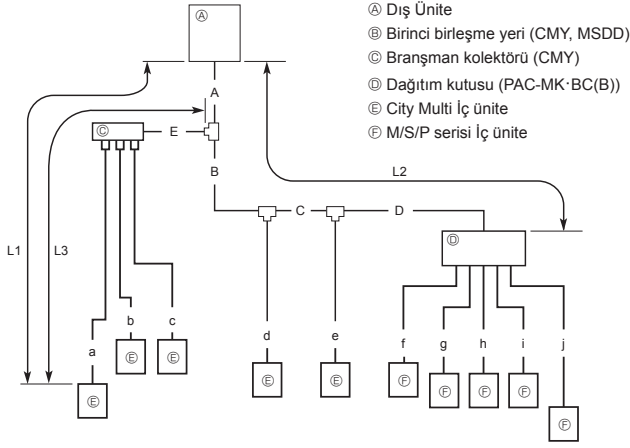 Ⓐ Dış Ünite
Ⓑ Birinci birleşme yeri (CMY, MSDD)
Ⓒ Branşman kolektörü (CMY)
Ⓓ Dağıtım kutusu (PAC-MK·BC(B))
Ⓔ City Multi İç ünite
Ⓕ M/S/P serisi İç ünite
Ⓐ
A
Ⓒ
E
B
L2
C
D
Ⓓ
L1
L3
a
b
c
d
e
f
g
h
i
j
Ⓔ
Ⓔ
Ⓔ
Ⓔ
Ⓔ
Ⓕ
Ⓕ
Ⓕ
Ⓕ
Ⓕ